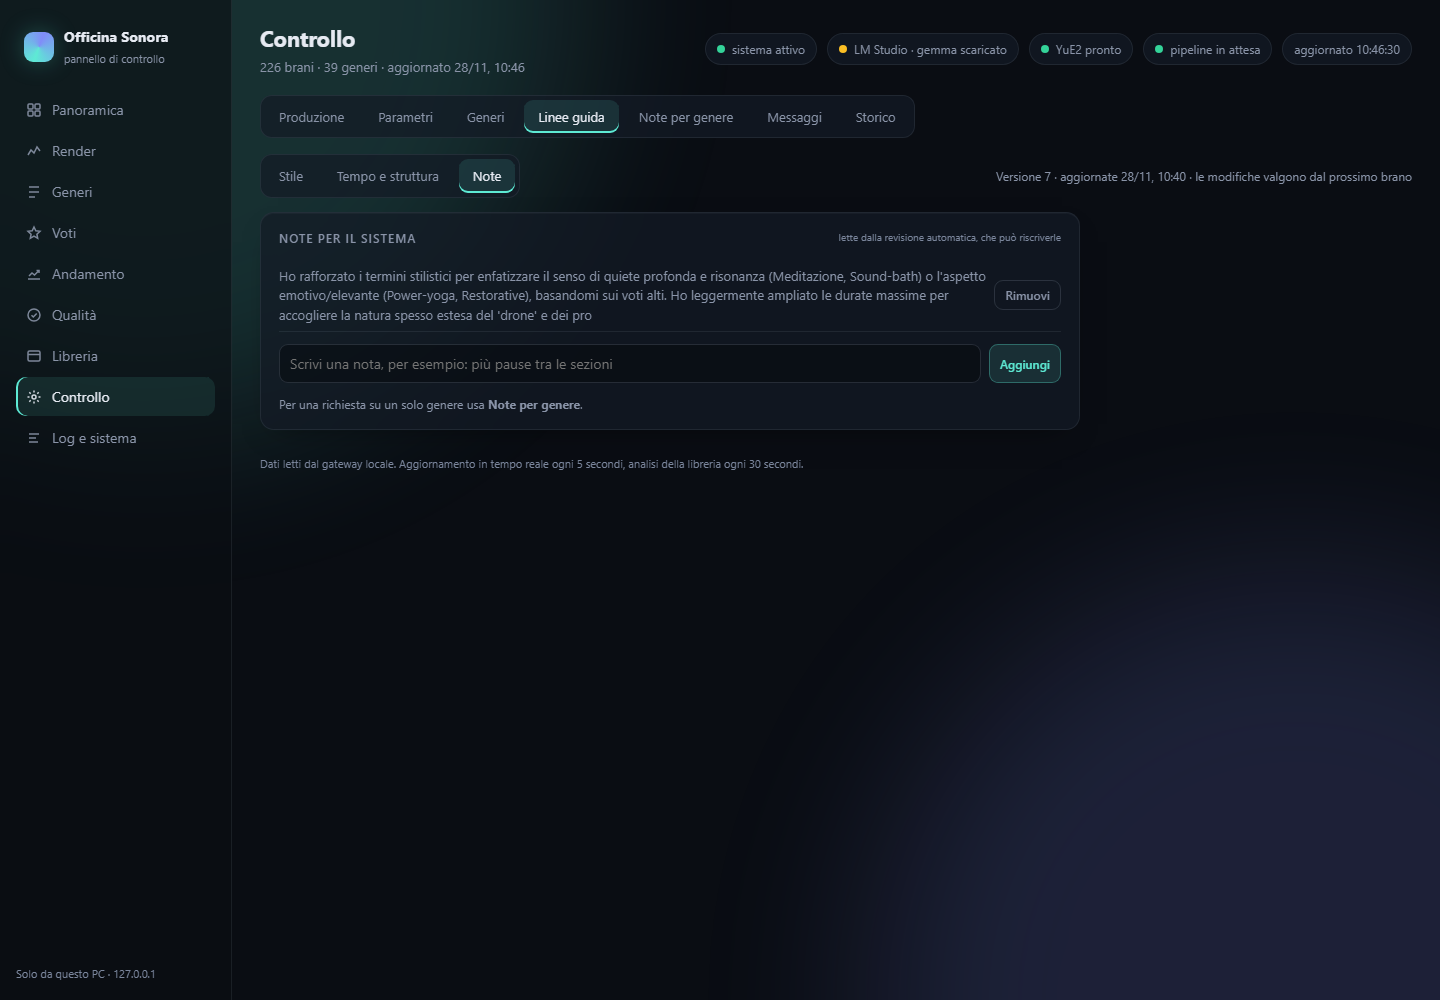 Officina Sonora
pannello di controllo
Panoramica
Render
Generi
Voti
Andamento
Qualità
Libreria
Controllo
Log e sistema
Solo da questo PC · 127.0.0.1
Controllo
226 brani · 39 generi · aggiornato 28/11, 10:46
sistema attivo
LM Studio · gemma scaricato
YuE2 pronto
pipeline in attesa
aggiornato 10:46:30
Produzione
Parametri
Generi
Linee guida
Note per genere
Messaggi
Storico
Stile
Tempo e struttura
Note
Versione 7 · aggiornate 28/11, 10:40 · le modifiche valgono dal prossimo brano
NOTE PER IL SISTEMA
lette dalla revisione automatica, che può riscriverle
Ho rafforzato i termini stilistici per enfatizzare il senso di quiete profonda e risonanza (Meditazione, Sound-bath) o l'aspetto
emotivo/elevante (Power-yoga, Restorative), basandomi sui voti alti. Ho leggermente ampliato le durate massime per
accogliere la natura spesso estesa del 'drone' e dei pro
Rimuovi
Scrivi una nota, per esempio: più pause tra le sezioni
Aggiungi
Per una richiesta su un solo genere usa Note per genere.
Dati letti dal gateway locale. Aggiornamento in tempo reale ogni 5 secondi, analisi della libreria ogni 30 secondi.